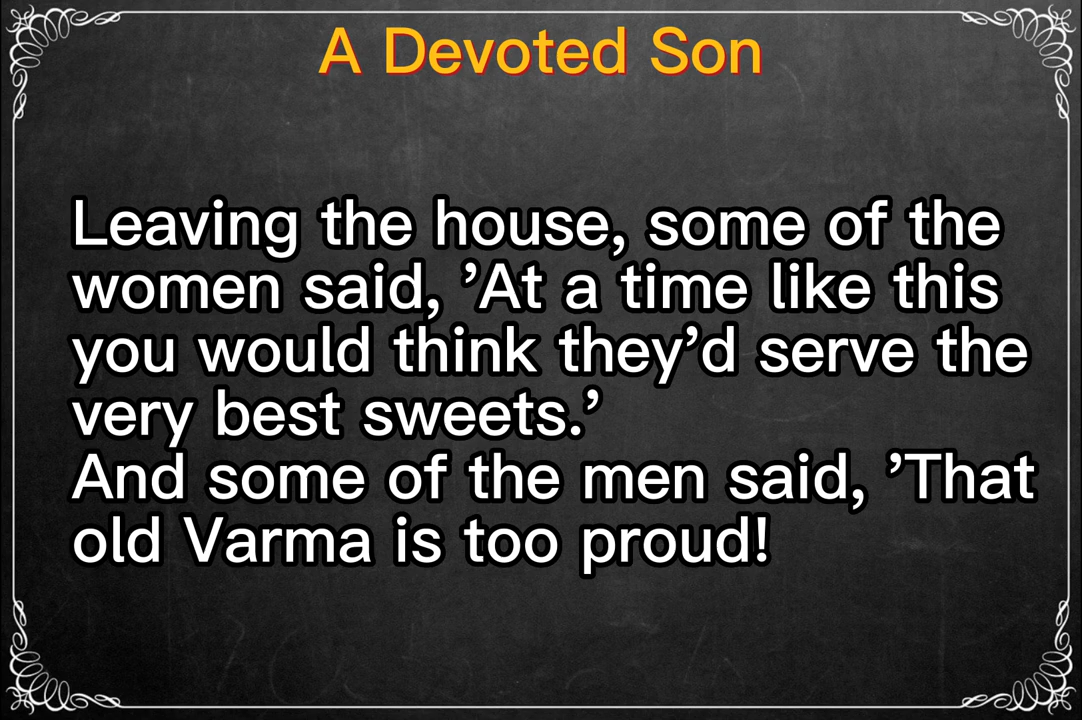 A Devoted Son
Leaving the house, some of the
women said, ’At a time like this
you would think they’d serve the
very best sweets.’
And some of the men said, ’That
old Varma is too proud!